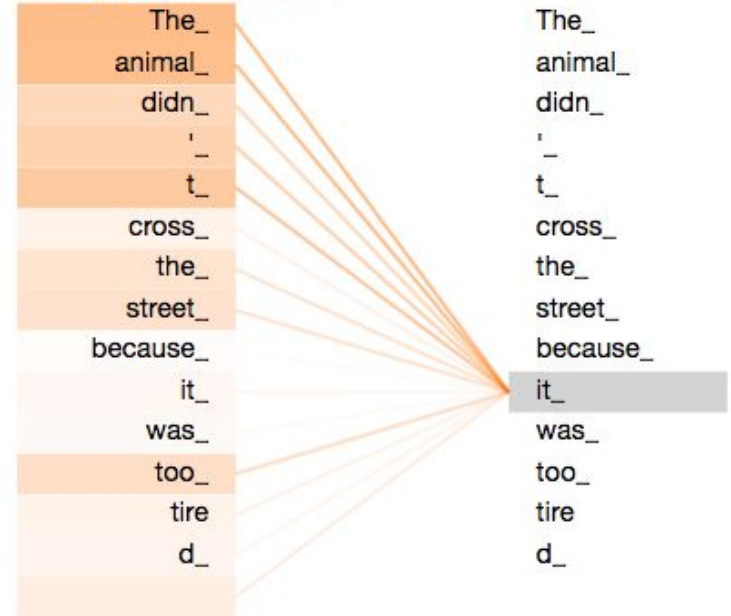 The_ The_
animal_ animal_
didn_ didn_
'_ '_
t_ t_
cross_ cross_
the_ the_
street_ street_
because_ because_
it_ it_
was_ was_
too_ too_
tire tire
d_ d_